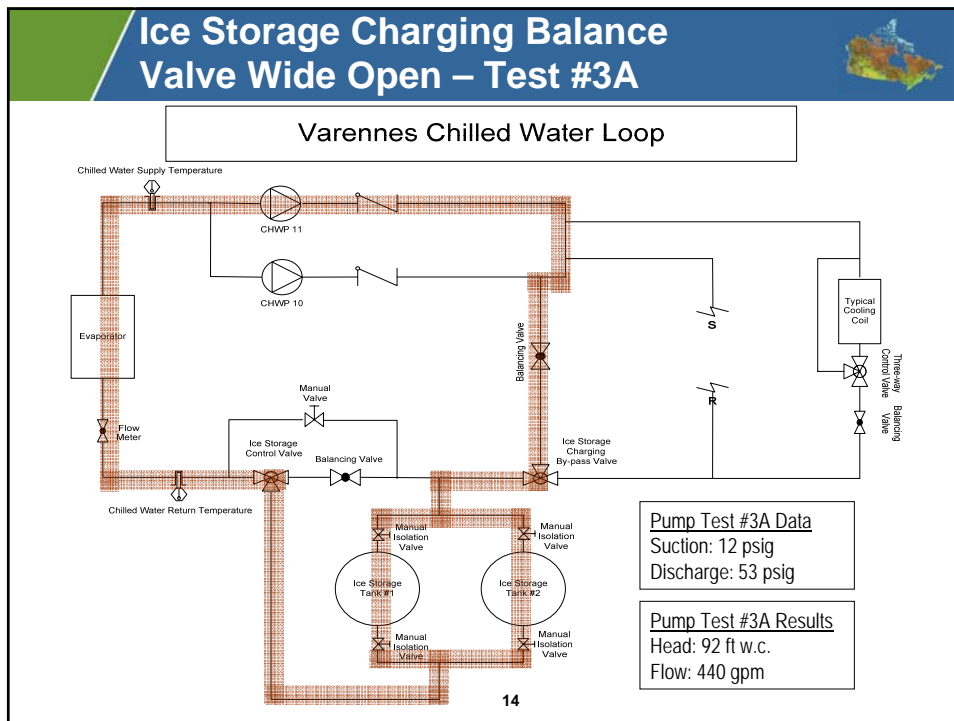 Ice Storage Charging Balance
Valve Wide Open – Test #3A
Varennes Chilled Water Loop
Chilled Water Supply Temperature
CHWP 11
CHWP 10
Evaporator
Typical
Cooling
Coil
S
R
Balancing Valve
Three-way
Control Valve
Balancing
Valve
Manual
Valve
Flow
Meter
Ice Storage
Control Valve
Balancing Valve
Ice Storage
Charging
By-pass Valve
Chilled Water Return Temperature
Manual
Isolation
Valve
Manual
Isolation
Valve
Ice Storage
Tank #1
Ice Storage
Tank #2
Manual
Isolation
Valve
Manual
Isolation
Valve
Pump Test #3A Data
Suction: 12 psig
Discharge: 53 psig
Pump Test #3A Results
Head: 92 ft w.c.
Flow: 440 gpm
14